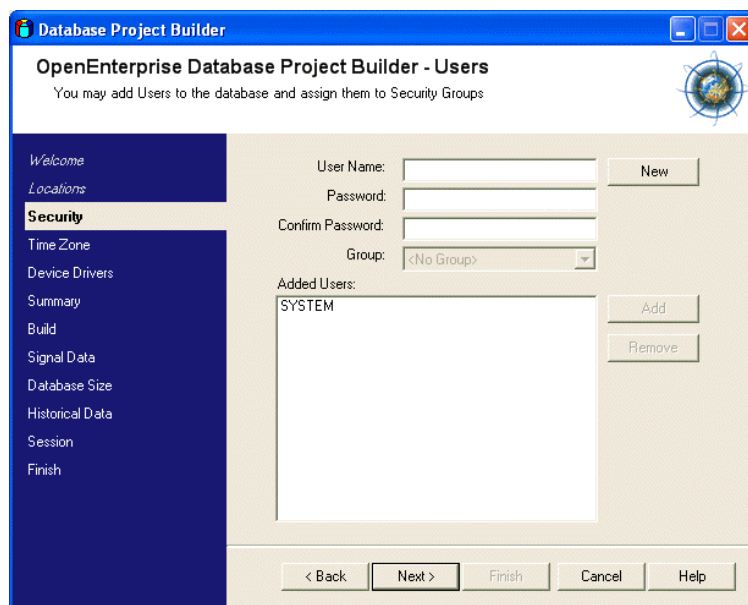 Database Project Builder
OpenEnterprise Database Project Builder - Users
You may add Users to the database and assign them to Security Groups
Welcome
Locations
Security
Time Zone
Device Drivers
Summary
Build
Signal Data
Database Size
Historical Data
Session
Finish
User Name:
New
Password:
Confirm Password:
Group:
<No Group>
Added Users:
SYSTEM
Add
Remove
< Back
Next >
Finish
Cancel
Help